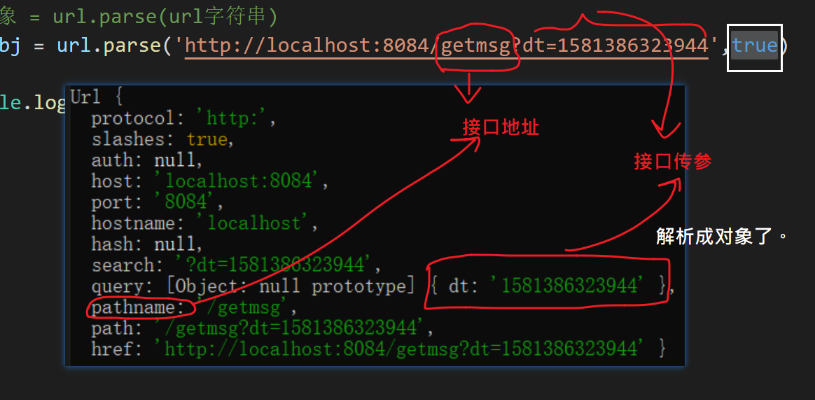 象 = url.parse(url字符串)
bj = url.parse('http://localhost:8084/getmsg?dt=1581386323944',true)
le.log
Url {
protocol: 'http:',
slashes: true,
auth: null,
host: 'localhost:8084',
port: '8084',
hostname: 'localhost',
hash: null,
search: '?dt=1581386323944',
query: [Object: null prototype] { dt: '1581386323944' },
pathname: '/getmsg',
path: '/getmsg?dt=1581386323944',
href: 'http://localhost:8084/getmsg?dt=1581386323944' }
接口地址
接口传参
解析成对象了。